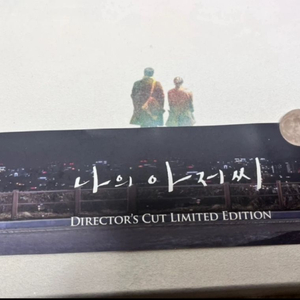 나의 아저씨
DIRECTOR'S CUT LIMITED EDITION